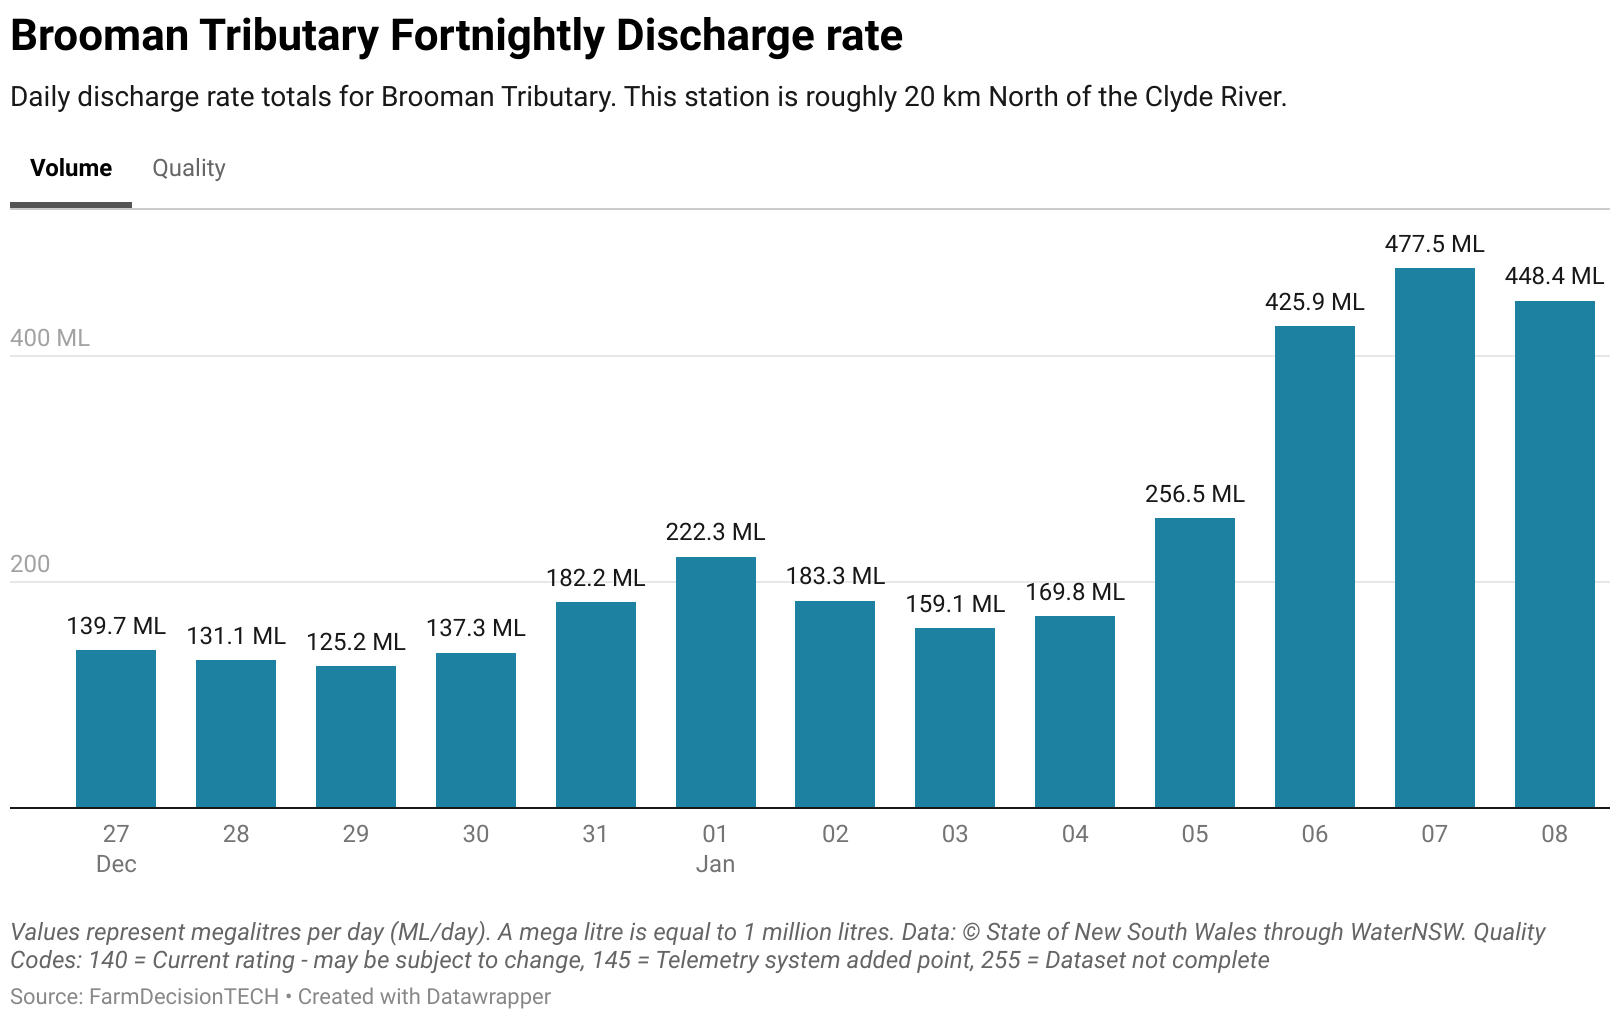 Brooman Tributary Fortnightly Discharge rate
Daily discharge rate totals for Brooman Tributary. This station is roughly 20 km North of the Clyde River.
Volume Quality
477.5 ML
448.4 ML
425.9 ML
400 ML
256.5 ML
222.3 ML
200
182.2 ML
183.3 ML
169.8 ML
159.1 ML
139.7 ML
131.1 ML
125.2 ML
137.3 ML
27 28 29 30 31 01 02 03 04 05 06 07 08
Dec Jan
Values represent megalitres per day (ML/day). A mega litre is equal to 1 million litres. Data: © State of New South Wales through WaterNSW. Quality
Codes: 140 = Current rating - may be subject to change, 145 = Telemetry system added point, 255 = Dataset not complete
Source: FarmDecisionTECH • Created with Datawrapper